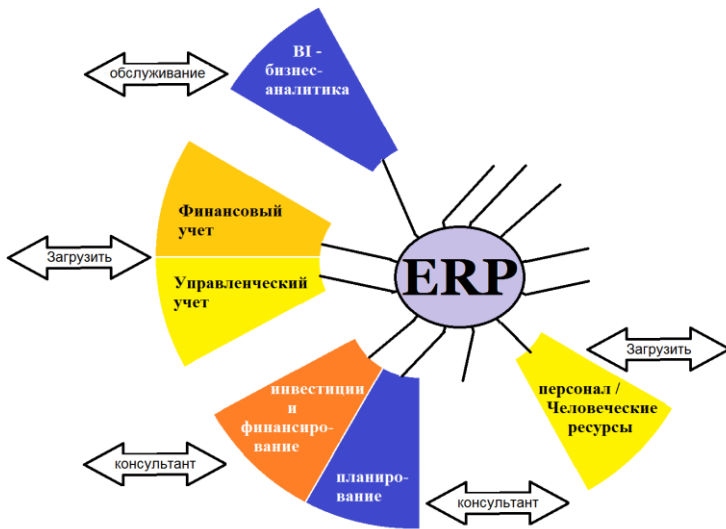 BI -
бизнес-
аналитика
обслуживание
Финансовый
учет
Загрузить
Управленческий
учет
ERP
Загрузить
персонал /
Человеческие
ресурсы
инвестиции
и
финансиро-
вание
консультант
планиро-
вание
консультант